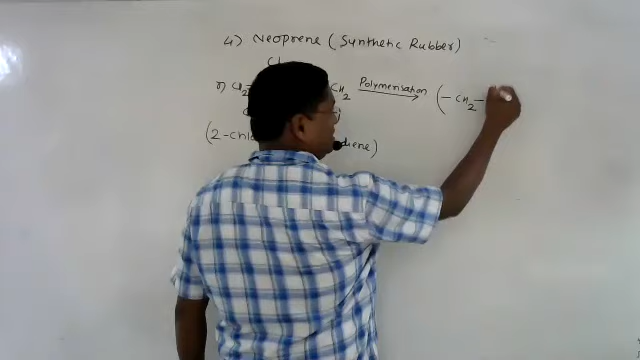 4) Neoprene (Synthetic Rubber)
Cl
n) CH2= CH2 Polymerisation (-CH2-
(2-chlo diene)